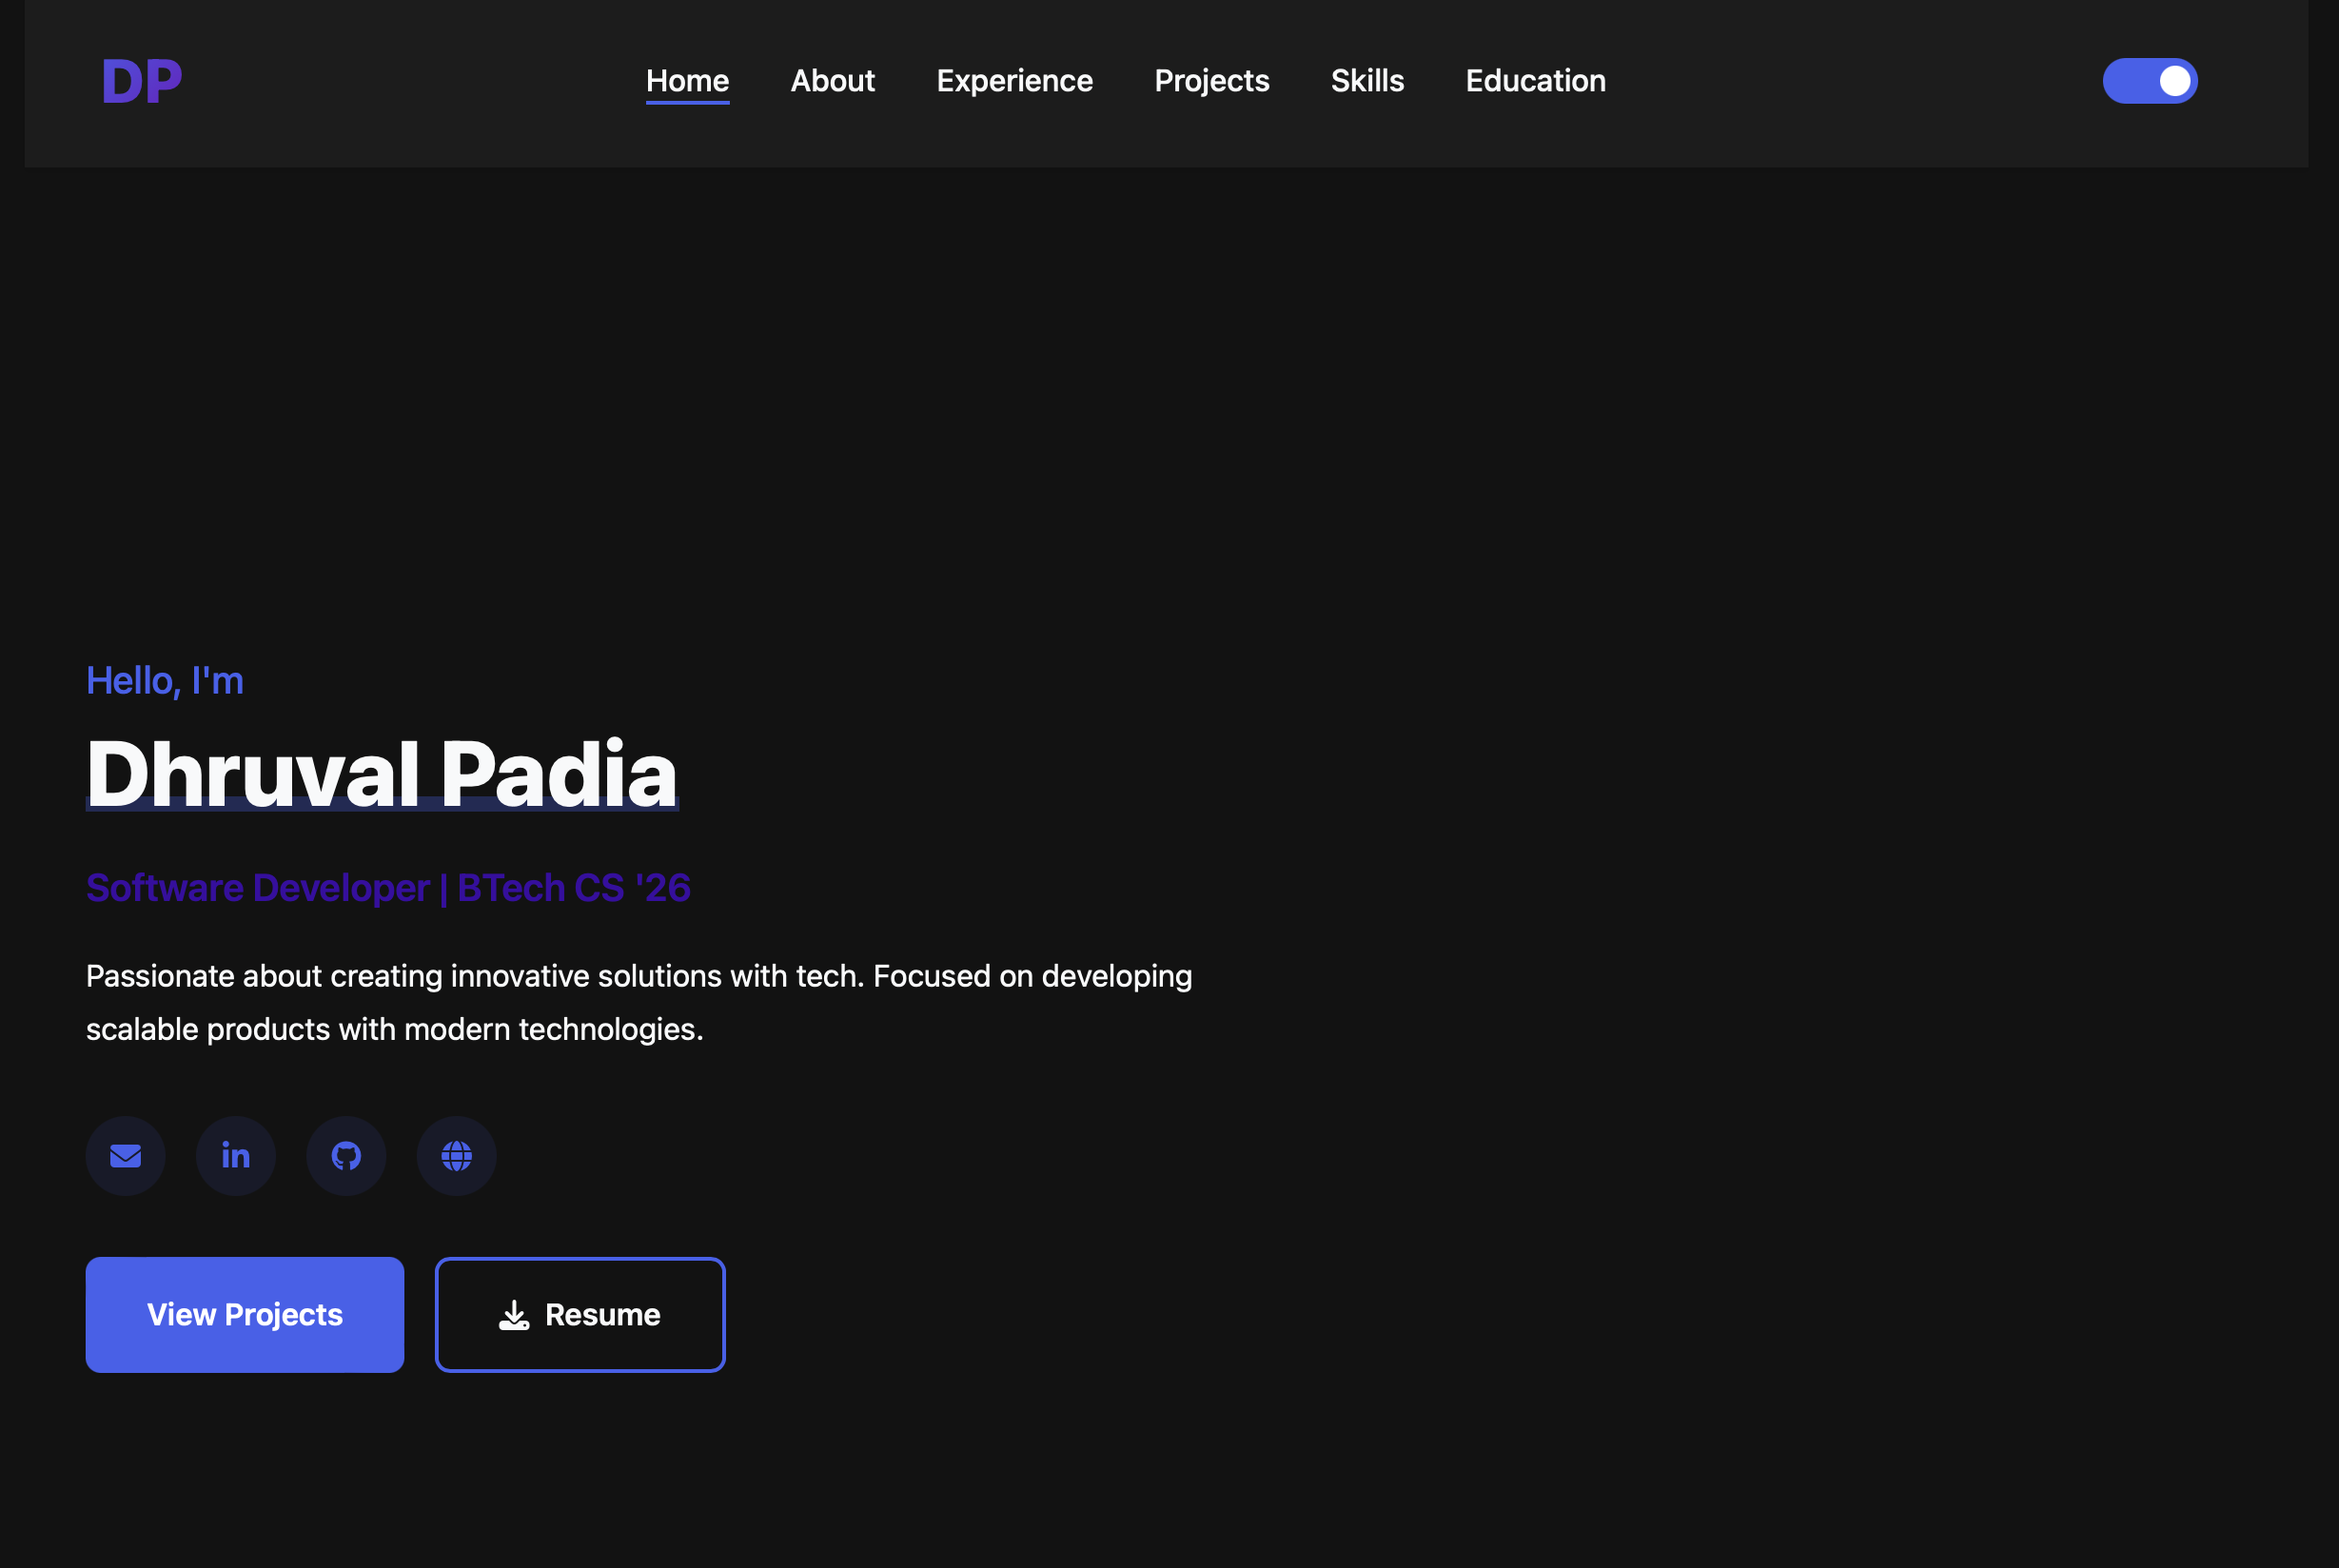 DP
Home About Experience Projects Skills Education
Hello, I'm
Dhruval Padia
Software Developer | BTech CS '26
Passionate about creating innovative solutions with tech. Focused on developing
scalable products with modern technologies.
in
View Projects Resume